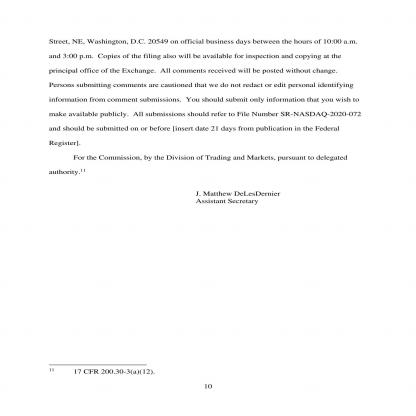 Street, NE, Washington, D.C. 20549 on official business days between the hours of 10:00 a.m.
and 3:00 p.m.  Copies of the filing also will be available for inspection and copying at the
principal office of the Exchange.  All comments received will be posted without change.
Persons submitting comments are cautioned that we do not redact or edit personal identifying
information from comment submissions.  You should submit only information that you wish to
make available publicly.  All submissions should refer to File Number SR-NASDAQ-2020-072
and should be submitted on or before [insert date 21 days from publication in the Federal
Register].
For the Commission, by the Division of Trading and Markets, pursuant to delegated
authority.11
J. Matthew DeLesDernier
Assistant Secretary
11 17 CFR 200.30-3(a)(12).
10